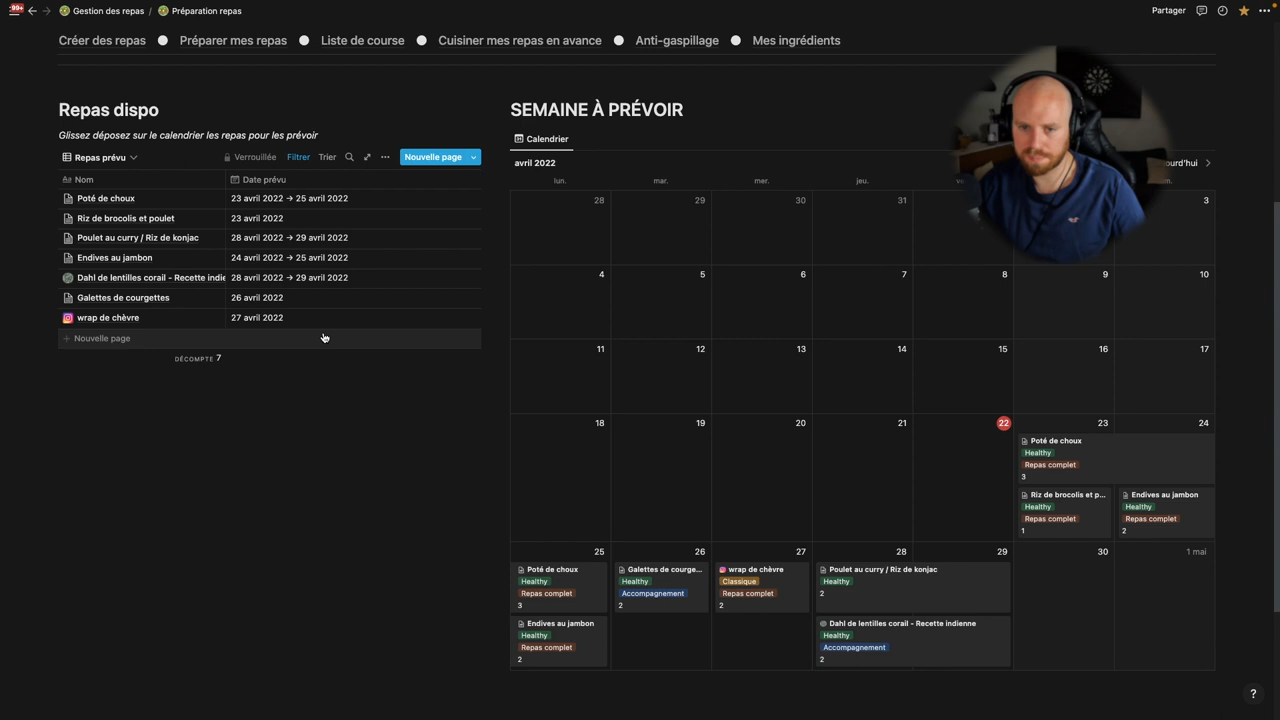 99+
Gestion des repas / Préparation repas
Partager
Créer des repas
Préparer mes repas
Liste de course
Cuisiner mes repas en avance
Anti-gaspillage
Mes ingrédients
Repas dispo
Glissez déposez sur le calendrier les repas pour les prévoir
Repas prévu
Verrouillée
Filtrer
Trier
Nouvelle page
Nom
Date prévu
Poté de choux
23 avril 2022 → 25 avril 2022
Riz de brocolis et poulet
23 avril 2022
Poulet au curry / Riz de konjac
28 avril 2022 → 29 avril 2022
Endives au jambon
24 avril 2022 → 25 avril 2022
Dahl de lentilles corail - Recette indie
28 avril 2022 → 29 avril 2022
Galettes de courgettes
26 avril 2022
wrap de chèvre
27 avril 2022
+ Nouvelle page
DÉCOMPTE 7
SEMAINE À PRÉVOIR
Calendrier
avril 2022
lun.
mar.
mer.
jeu.
28
29
30
31
3
4
5
6
7
8
9
10
11
12
13
14
15
16
17
18
19
20
21
22
23
24
Poté de choux
Healthy
Repas complet
3
Riz de brocolis et p...
Healthy
Repas complet
1
Endives au jambon
Healthy
Repas complet
2
25
26
27
28
29
30
1 mai
Poté de choux
Healthy
Repas complet
3
Galettes de courge...
Healthy
Accompagnement
2
wrap de chèvre
Classique
Repas complet
2
Poulet au curry / Riz de konjac
Healthy
2
Endives au jambon
Healthy
Repas complet
2
Dahl de lentilles corail - Recette indienne
Healthy
Accompagnement
2
?